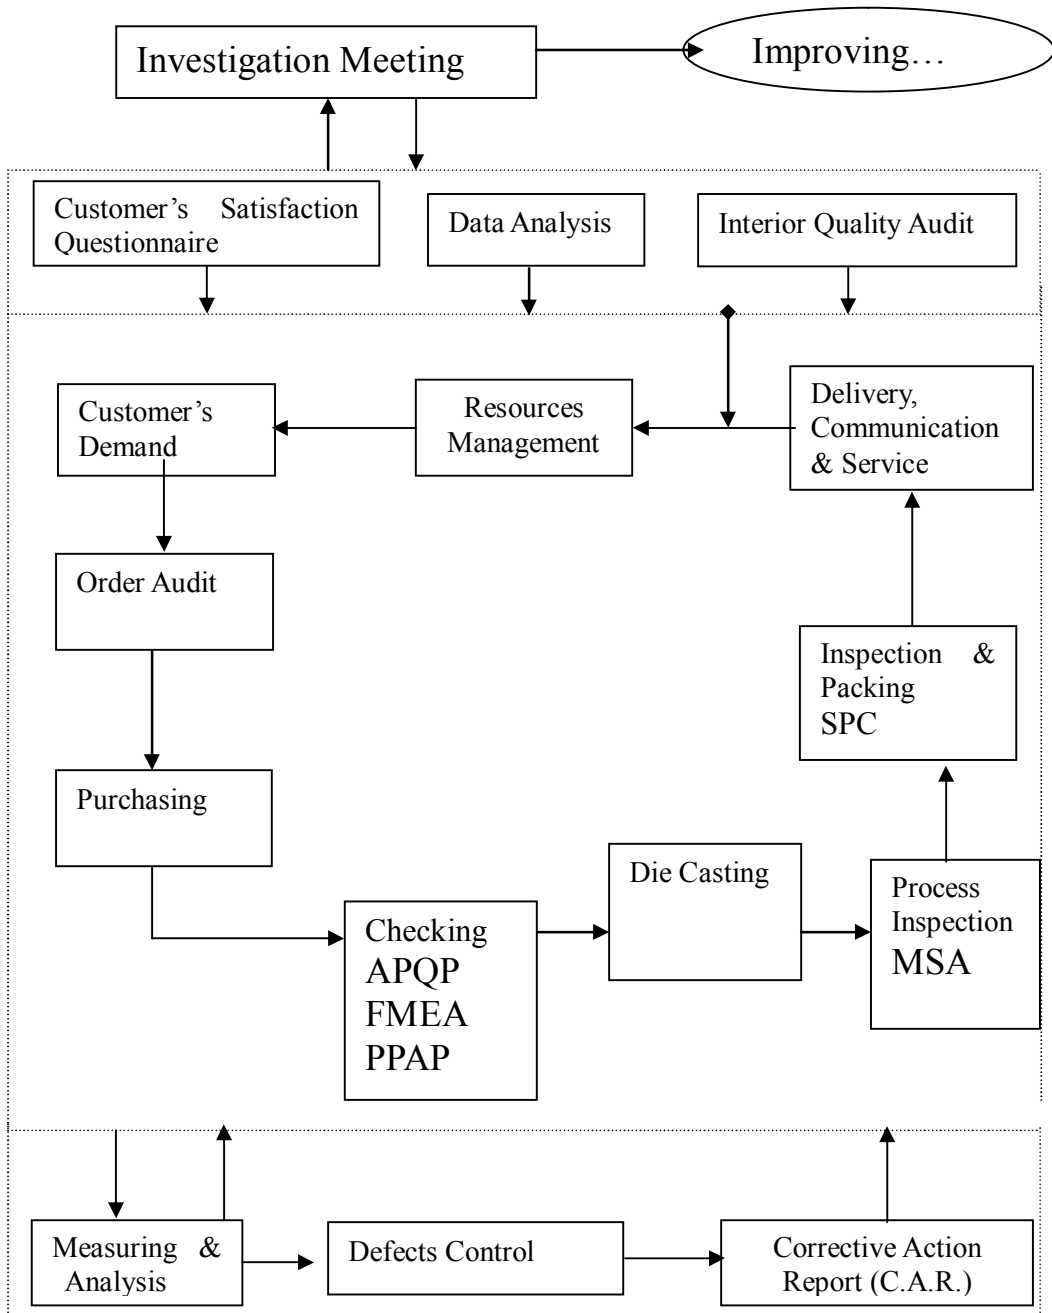 Investigation Meeting
Improving…
Customer’s Satisfaction
Questionnaire
Data Analysis
Interior Quality Audit
Customer’s
Demand
Resources
Management
Delivery,
Communication
& Service
Order Audit
Inspection &
Packing
SPC
Purchasing
Checking
APQP
FMEA
PPAP
Die Casting
Process
Inspection
MSA
Measuring &
Analysis
Defects Control
Corrective Action
Report (C.A.R.)